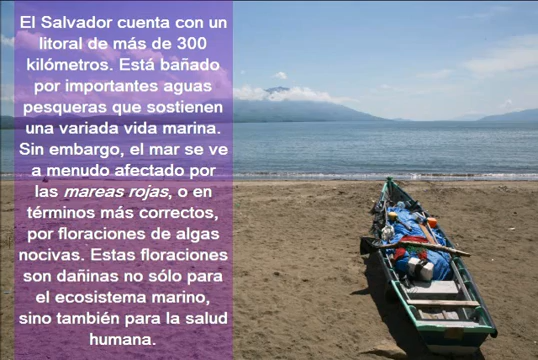 El Salvador cuenta con un
litoral de más de 300
kilómetros. Está bañado
por importantes aguas
pesqueras que sostienen
una variada vida marina.
Sin embargo, el mar se ve
a menudo afectado por
las mareas rojas, o en
términos más correctos,
por floraciones de algas
nocivas. Estas floraciones
son dañinas no sólo para
el ecosistema marino,
sino también para la salud
humana.